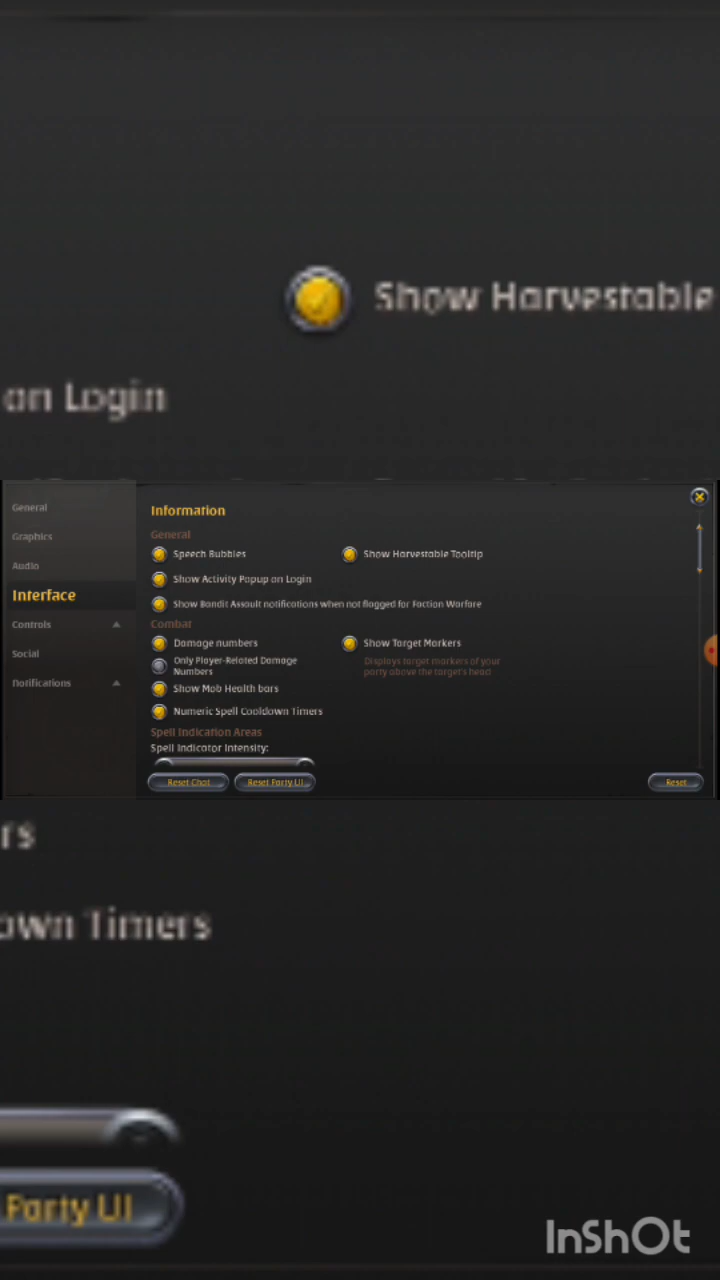 Show Harvestable
on Login
General
Graphics
Audio
Interface
Controls
Social
Notifications
Information
General
Speech Bubbles
Show Harvestable Tooltip
Show Activity Popup on Login
Show Bandit Assault notifications when not flagged for Faction Warfare
Combat
Damage numbers
Show Target Markers
Only Player-Related Damage
Numbers
Displays target markers of your
party above the target's head
Show Mob Health bars
Numeric Spell Cooldown Timers
Spell Indication Areas
Spell Indicator Intensity:
Reset Chat
Reset Party UI
Reset
rs
own Timers
Party UI
InShOt